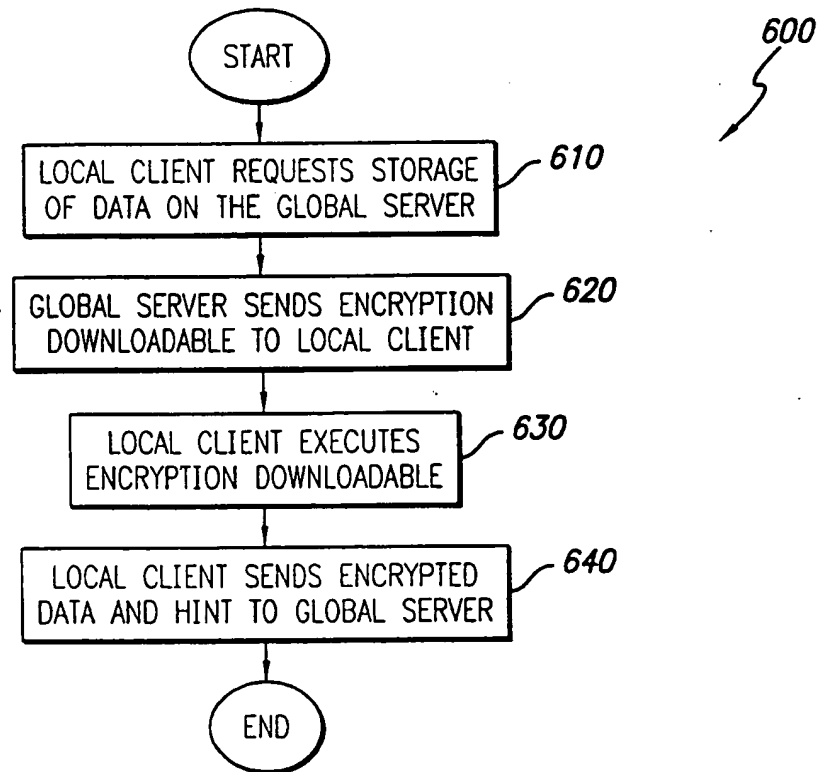 START
600
LOCAL CLIENT REQUESTS STORAGE
OF DATA ON THE GLOBAL SERVER
610
GLOBAL SERVER SENDS ENCRYPTION
DOWNLOADABLE TO LOCAL CLIENT
620
LOCAL CLIENT EXECUTES
ENCRYPTION DOWNLOADABLE
630
LOCAL CLIENT SENDS ENCRYPTED
DATA AND HINT TO GLOBAL SERVER
640
END